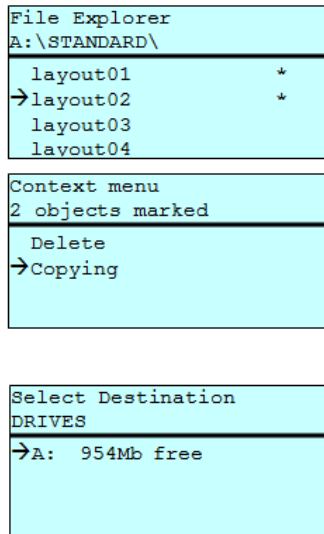 File Explorer
A:\STANDARD\
layout01 *
→layout02 *
layout03
layout04
Context menu
2 objects marked
Delete
→Copying
Select Destination
DRIVES
→A: 954Mb free